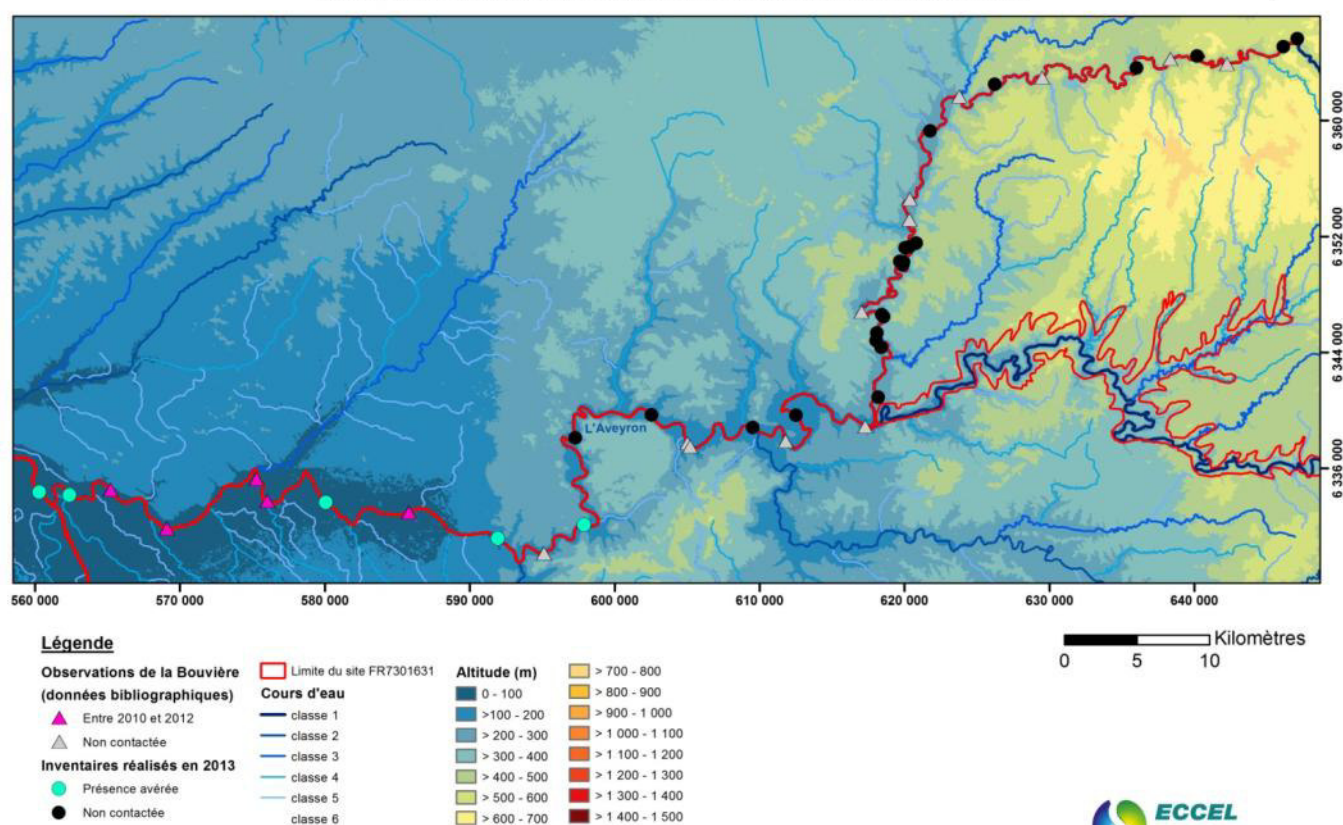 6 360 000
6 352 000
6 344 000
6 336 000
L'Aveyron
560 000 570 000 580 000 590 000 600 000 610 000 620 000 630 000 640 000
Kilomètres
0 5 10
Légende
Observations de la Bouvière
(données bibliographiques)
Entre 2010 et 2012
Non contactée
Inventaires réalisés en 2013
Présence avérée
Non contactée
Limite du site FR7301631
Cours d'eau
classe 1
classe 2
classe 3
classe 4
classe 5
classe 6
Altitude (m)
0 - 100
>100 - 200
> 200 - 300
> 300 - 400
> 400 - 500
> 500 - 600
> 600 - 700
> 700 - 800
> 800 - 900
> 900 - 1 000
> 1 000 - 1 100
> 1 100 - 1 200
> 1 200 - 1 300
> 1 300 - 1 400
> 1 400 - 1 500
ECCEL